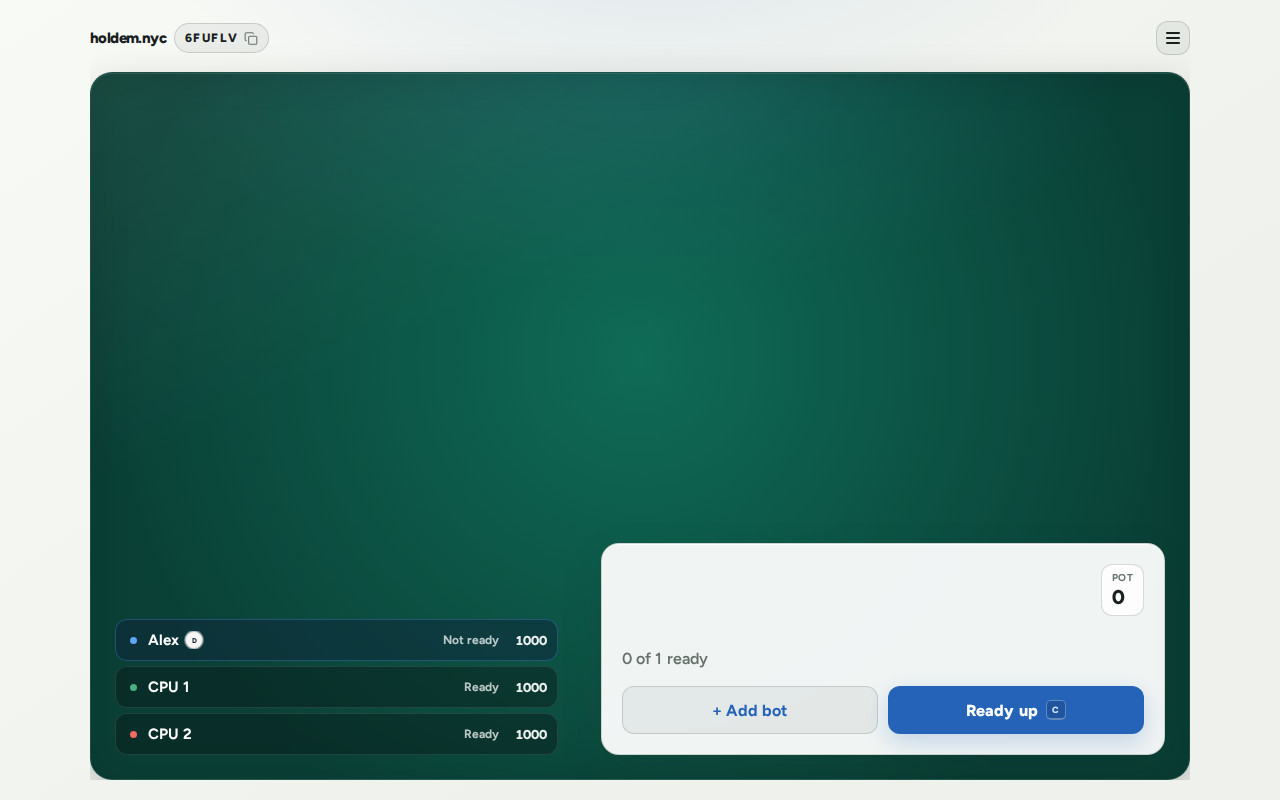 holdem.nyc
6FUFLV
POT
0
0 of 1 ready
+ Add bot
Ready up C
Alex D Not ready 1000
CPU 1 Ready 1000
CPU 2 Ready 1000